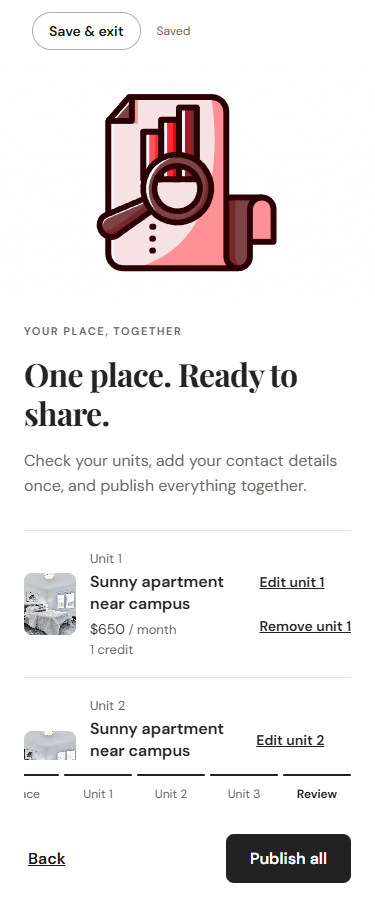 Save & exit
Saved
YOUR PLACE, TOGETHER
One place. Ready to
share.
Check your units, add your contact details
once, and publish everything together.
Unit 1
Sunny apartment
near campus
$650 / month
1 credit
Edit unit 1
Remove unit 1
Unit 2
Sunny apartment
near campus
Edit unit 2
ace
Unit 1
Unit 2
Unit 3
Review
Back
Publish all